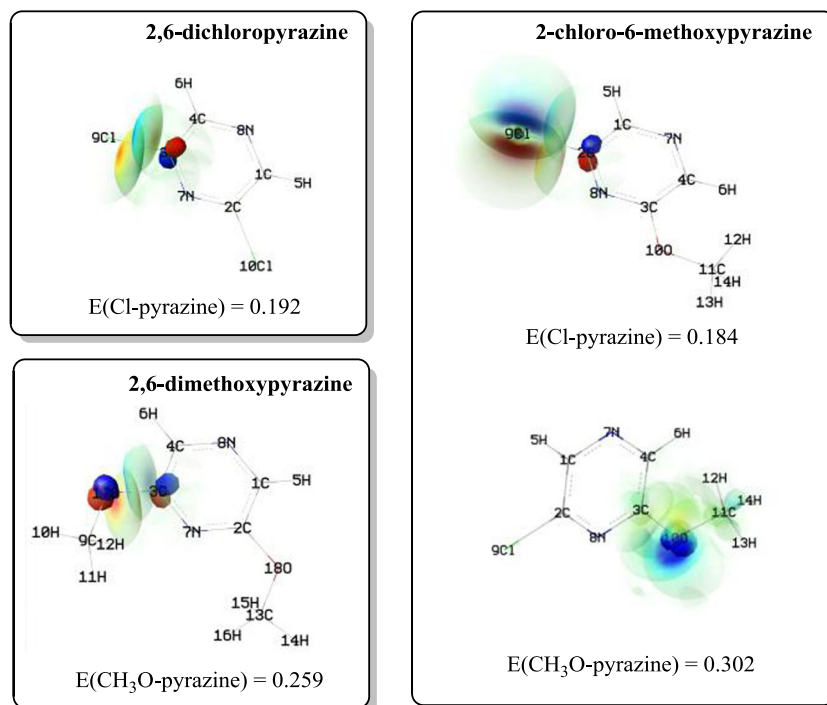 2,6-dichloropyrazine
6H
9Cl
4C
8N
1C
5H
7N
2C
10Cl
E(Cl-pyrazine) = 0.192
2,6-dimethoxypyrazine
6H
4C
8N
3C
1C
5H
10H
7N
2C
9C
12H
11H
18O
15H
13C
16H
14H
E(CH₃O-pyrazine) = 0.259
2-chloro-6-methoxypyrazine
5H
9Cl
1C
7N
4C
8N
6H
3C
10O
12H
11C
14H
13H
E(Cl-pyrazine) = 0.184
7N
5H
6H
1C
4C
12H
14H
3C
11C
2C
8N
13H
9Cl
E(CH₃O-pyrazine) = 0.302